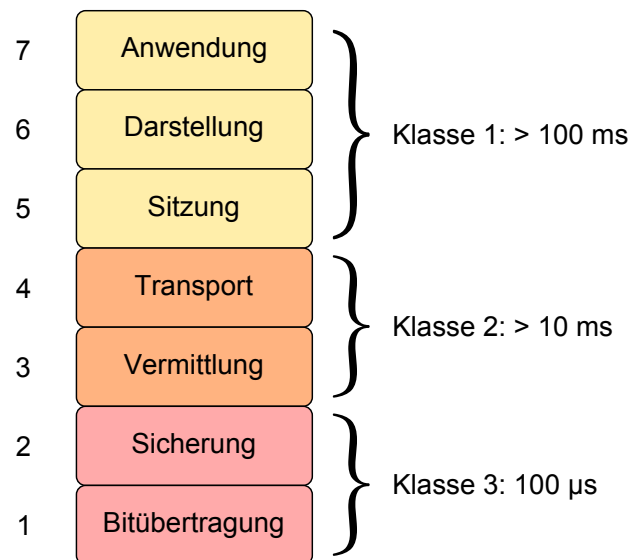 7 Anwendung
6 Darstellung
Klasse 1: > 100 ms
5 Sitzung
4 Transport
Klasse 2: > 10 ms
3 Vermittlung
2 Sicherung
Klasse 3: 100 µs
1 Bitübertragung